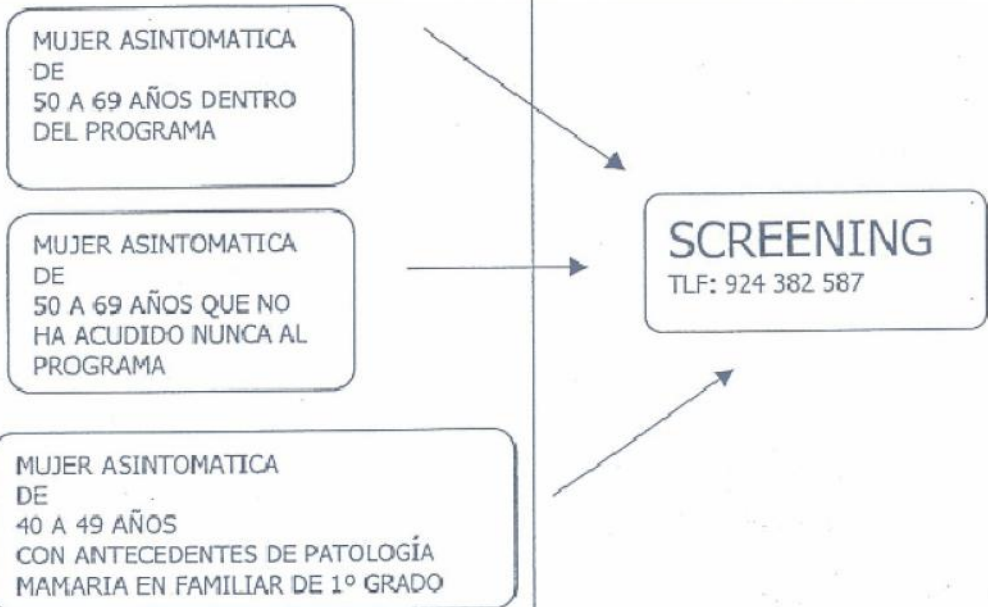 MUJER ASINTOMATICA
DE
50 A 69 AÑOS DENTRO
DEL PROGRAMA
MUJER ASINTOMATICA
DE
50 A 69 AÑOS QUE NO
HA ACUDIDO NUNCA AL
PROGRAMA
MUJER ASINTOMATICA
DE
40 A 49 AÑOS
CON ANTECEDENTES DE PATOLOGÍA
MAMARIA EN FAMILIAR DE 1º GRADO
SCREENING
TLF: 924 382 587